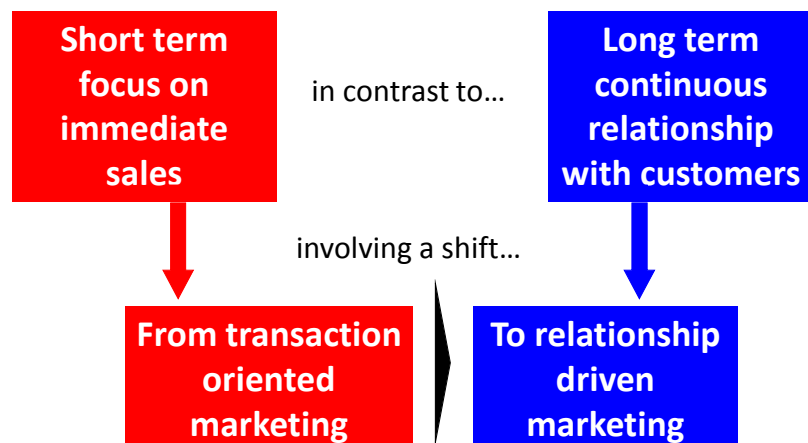 Short term
focus on
immediate
sales
in contrast to…
Long term
continuous
relationship
with customers
involving a shift…
From transaction
oriented
marketing
To relationship
driven
marketing